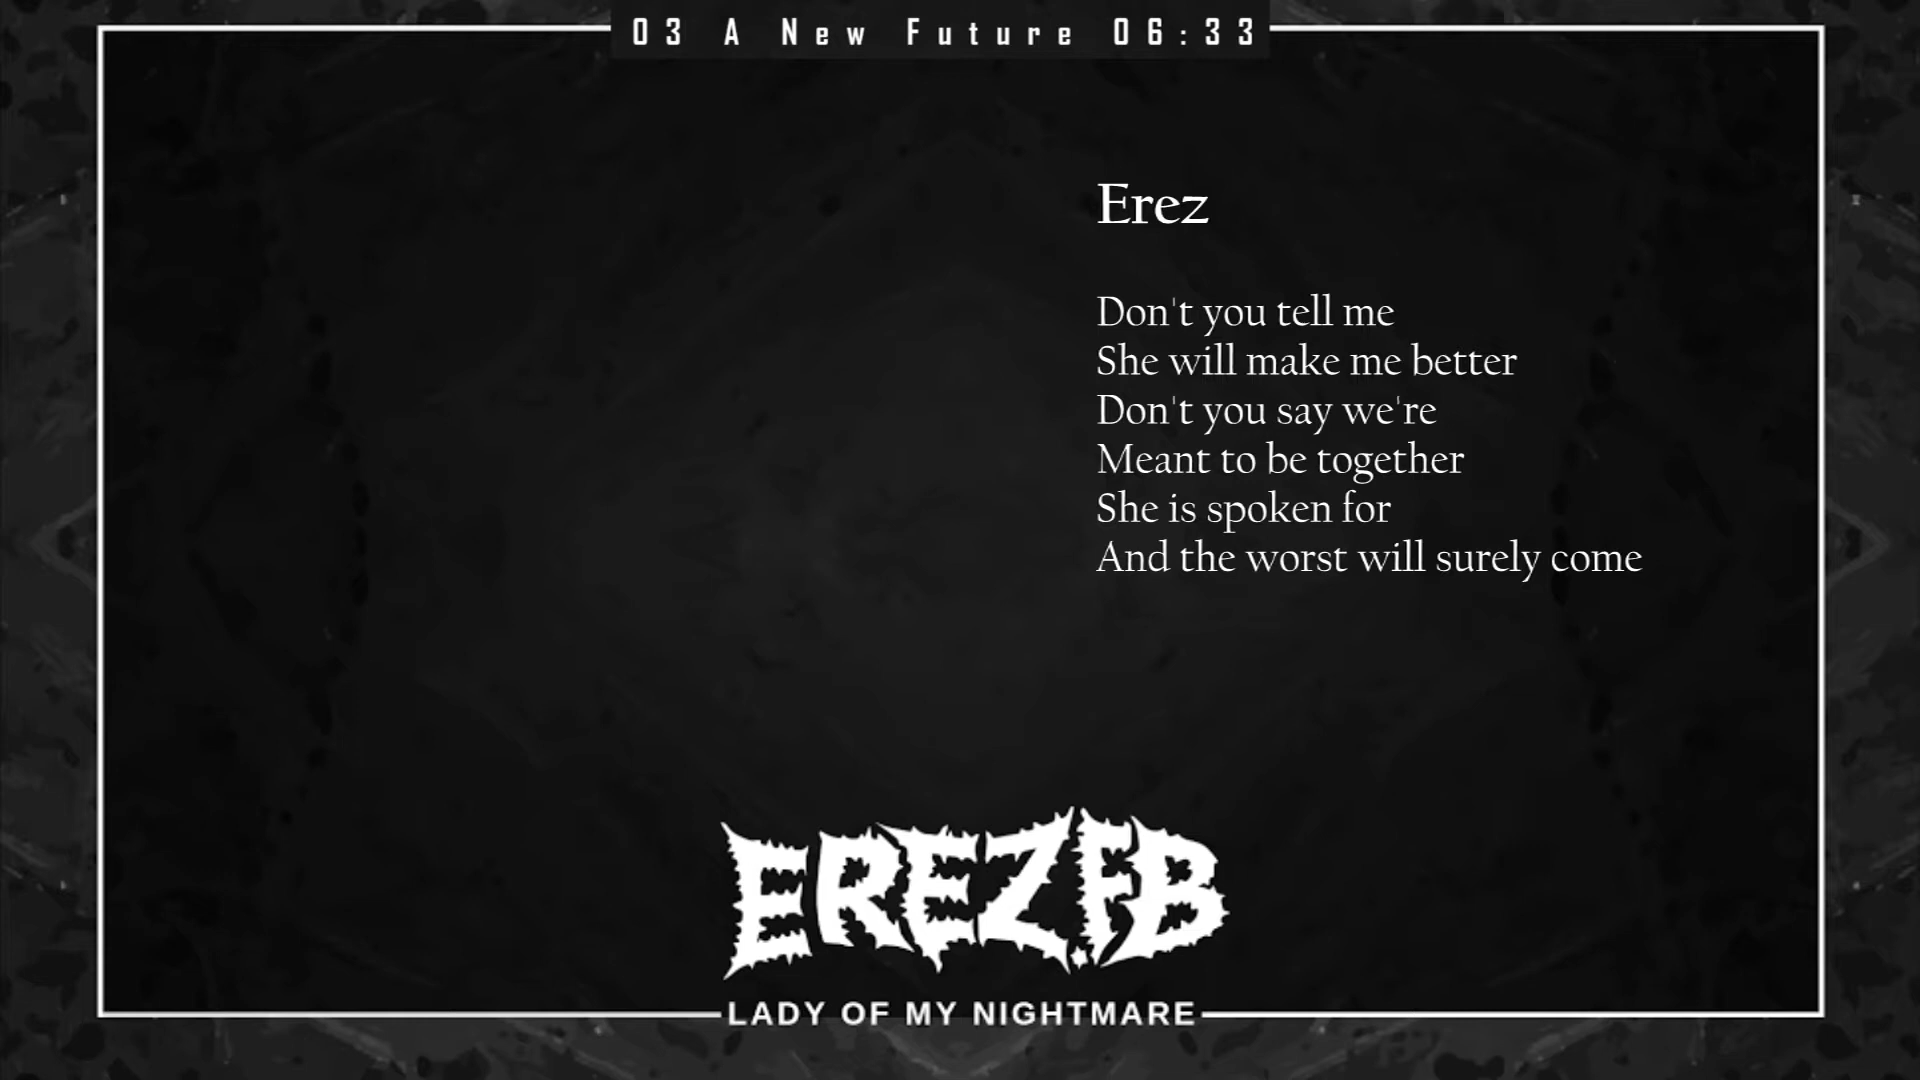 03 A New Future 06:33
Erez
Don't you tell me
She will make me better
Don't you say we're
Meant to be together
She is spoken for
And the worst will surely come
EREZ.FB
LADY OF MY NIGHTMARE